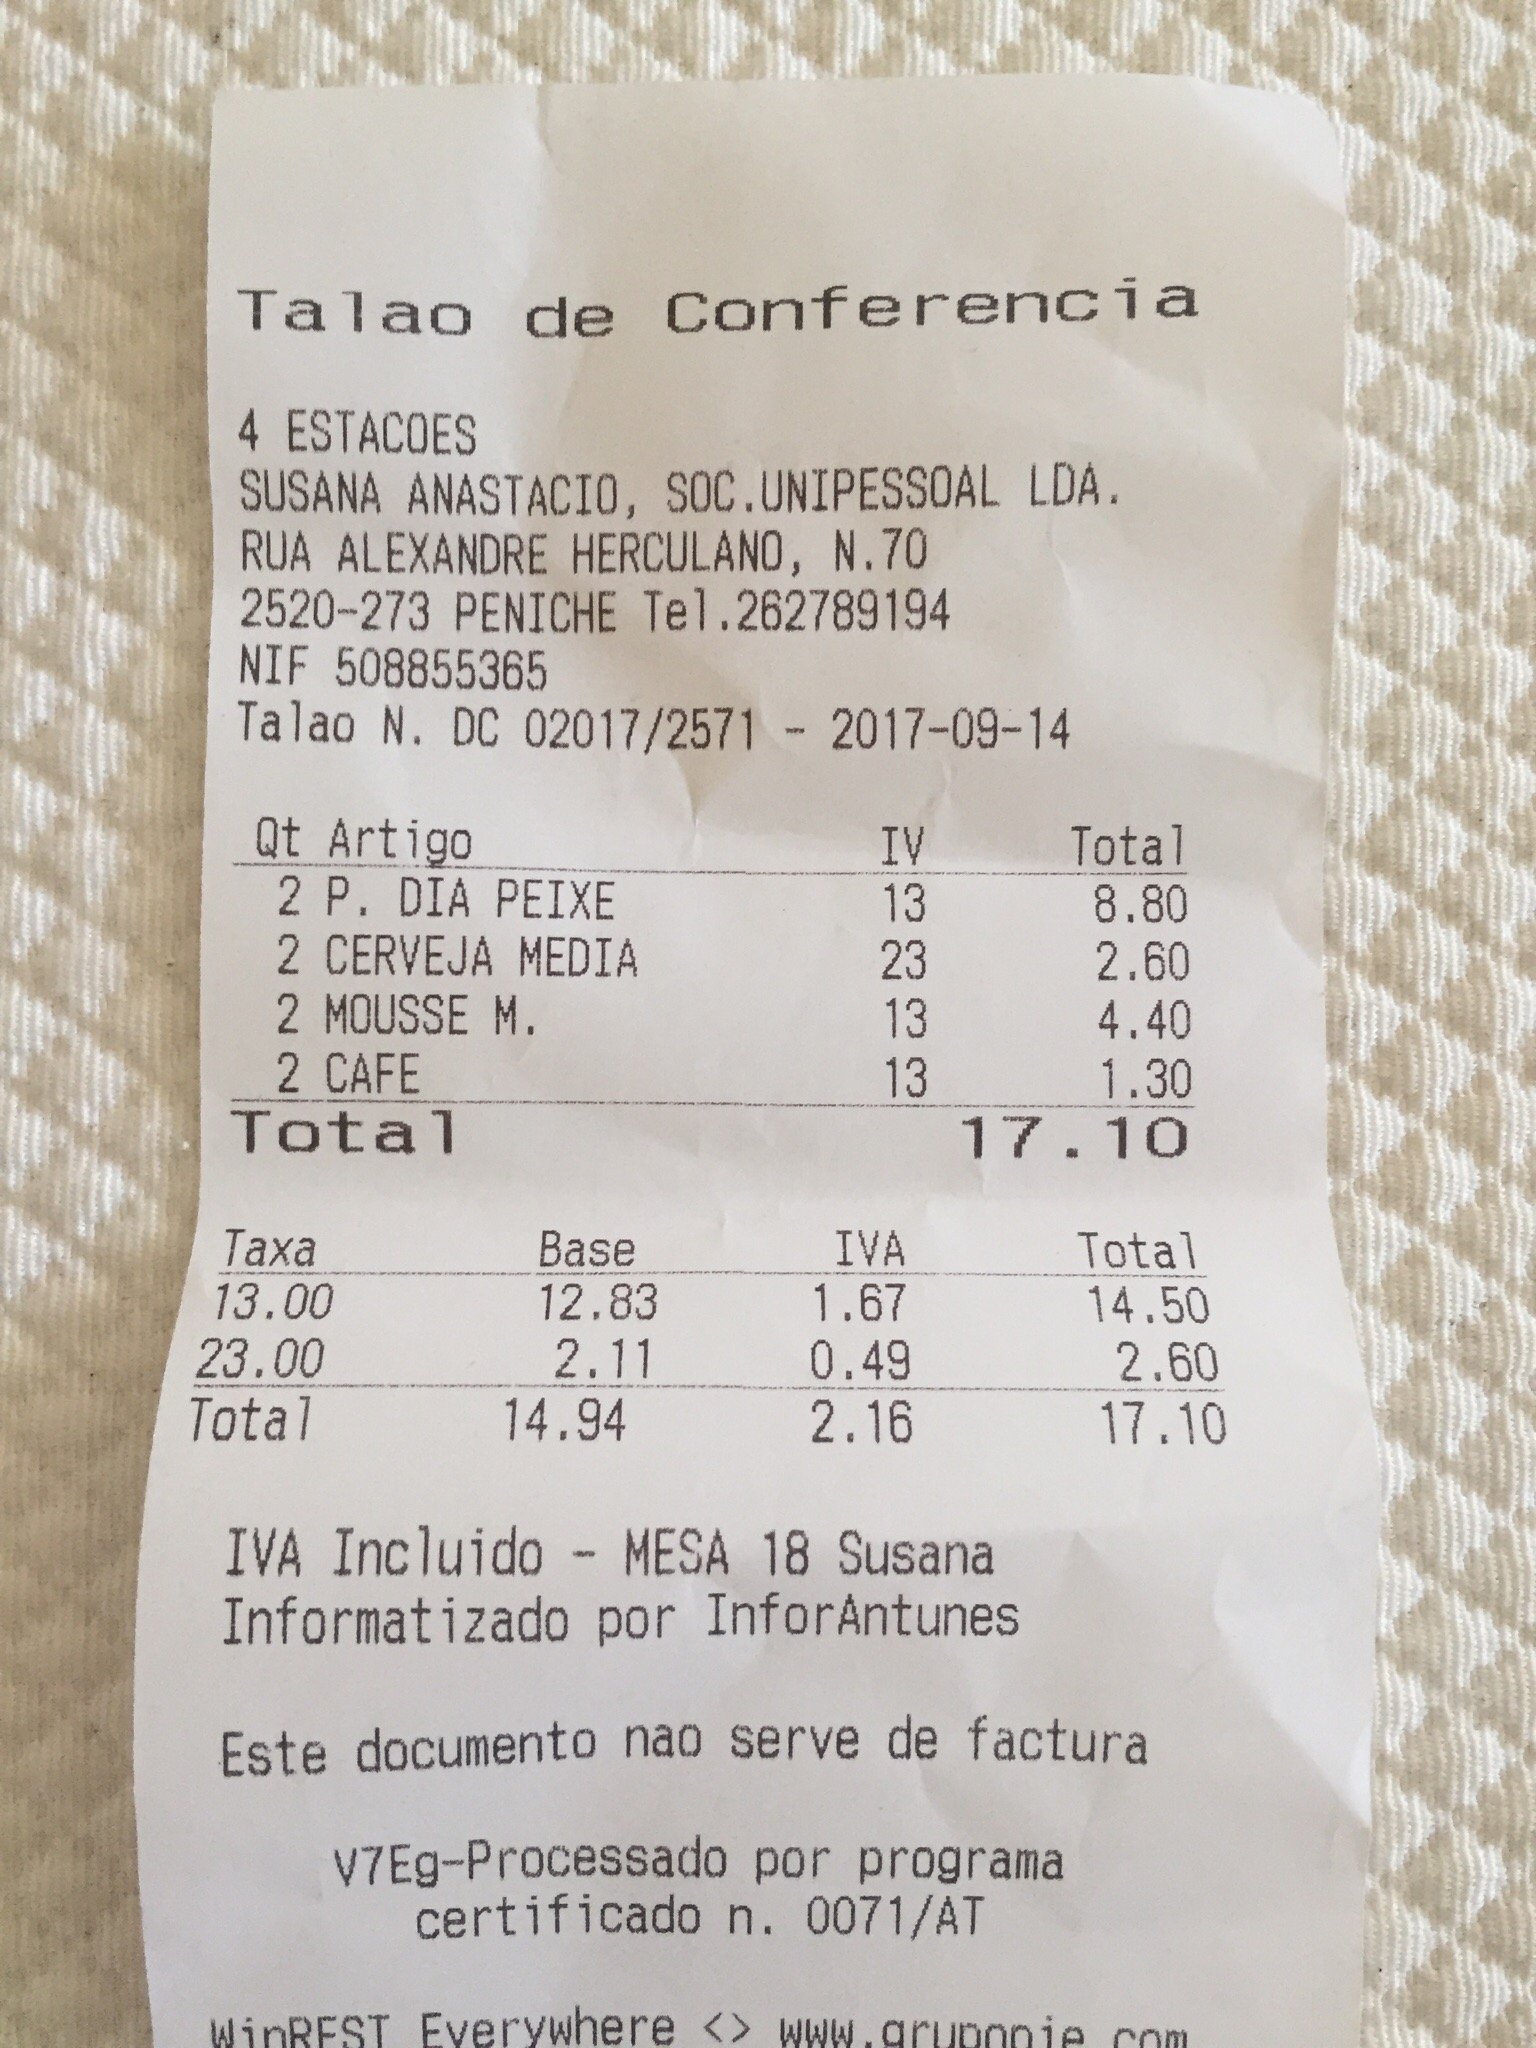 Talao de Conferencia
4 ESTACOES
SUSANA ANASTACIO, SOC.UNIPESSOAL LDA.
RUA ALEXANDRE HERCULANO, N.70
2520-273 PENICHE Tel.262789194
NIF 508855365
Talao N. DC 02017/2571 - 2017-09-14
Qt Artigo IV Total
2 P. DIA PEIXE 13 8.80
2 CERVEJA MEDIA 23 2.60
2 MOUSSE M. 13 4.40
2 CAFE 13 1.30
Total 17.10
Taxa Base IVA Total
13.00 12.83 1.67 14.50
23.00 2.11 0.49 2.60
Total 14.94 2.16 17.10
IVA Incluido - MESA 18 Susana
Informatizado por InforAntunes
Este documento nao serve de factura
v7Eg-Processado por programa
certificado n. 0071/AT
WinREST Everywhere <> www.grupopie.com